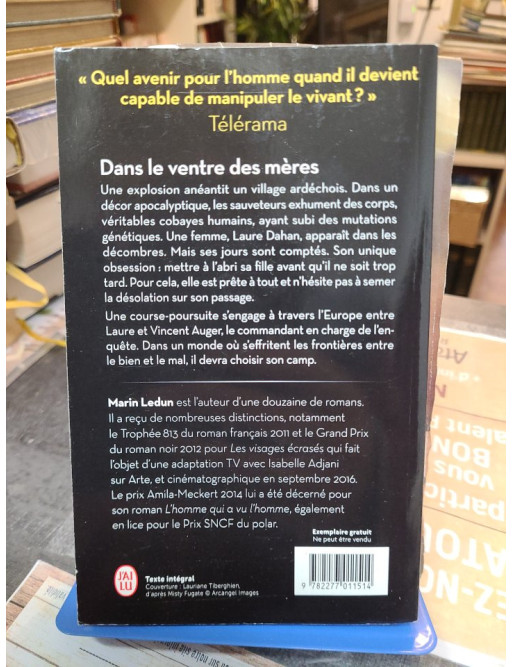 « Quel avenir pour l'homme quand il devient
capable de manipuler le vivant ? »
Télérama
Dans le ventre des mères
Une explosion anéantit un village ardéchois. Dans un
décor apocalyptique, les sauveteurs exhument des corps,
véritables cobayes humains, ayant subi des mutations
génétiques. Une femme, Laure Dahan, apparaît dans les
décombres. Mais ses jours sont comptés. Son unique
obsession : mettre à l'abri sa fille avant qu'il ne soit trop
tard. Pour cela, elle est prête à tout et n'hésite pas à semer
la désolation sur son passage.
Une course-poursuite s'engage à travers l'Europe entre
Laure et Vincent Auger, le commandant en charge de l'en-
quête. Dans un monde où s'effritent les frontières entre
le bien et le mal, il devra choisir son camp.
Marin Ledun est l'auteur d'une douzaine de romans.
Il a reçu de nombreuses distinctions, notamment
le Trophée 813 du roman français 2011 et le Grand Prix
du roman noir 2012 pour Les visages écrasés qui fait
l'objet d'une adaptation TV avec Isabelle Adjani
sur Arte, et cinématographique en septembre 2016.
Le prix Amila-Meckert 2014 lui a été décerné pour
son roman L'homme qui a vu l'homme, également
en lice pour le Prix SNCF du polar.
Exemplaire gratuit
Ne peut être vendu
J'AI
LU
Texte intégral
Couverture : Lauriane Tiberghien,
d'après Misty Fugate © Arcangel Images
9 782277 011514
vous
BON